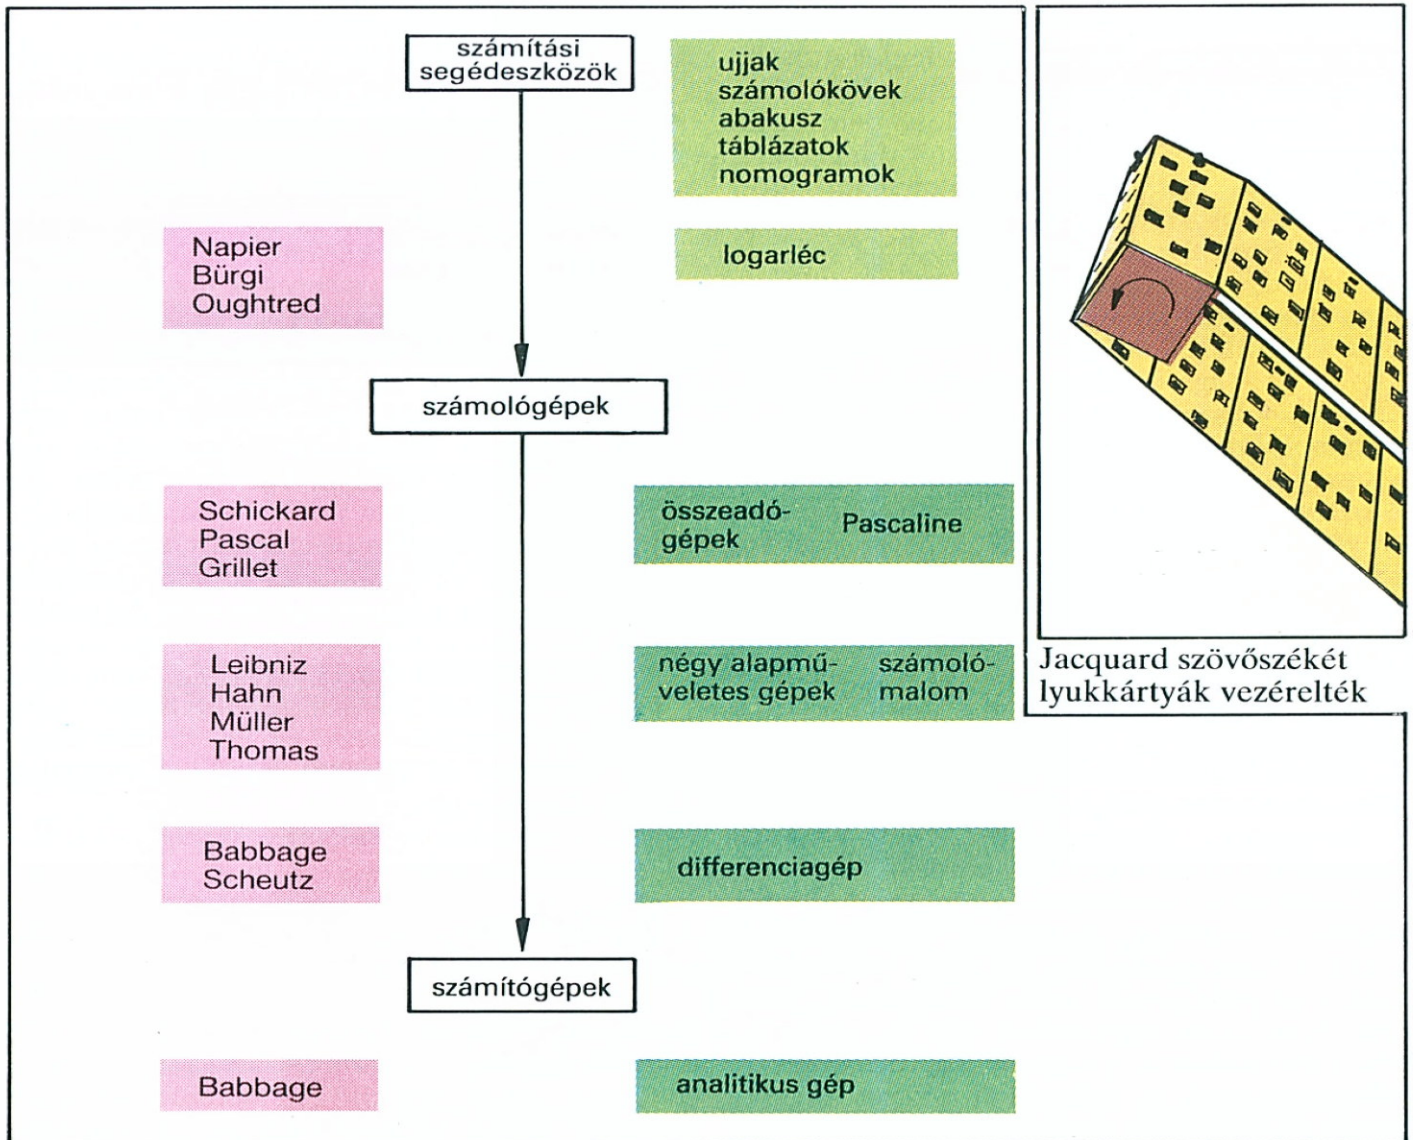 számítási
segédeszközök
ujjak
számolókövek
abakusz
táblázatok
nomogramok
Napier
Bürgi
Oughtred
logarléc
számológépek
Schickard
Pascal
Grillet
összeadó-
gépek
Pascaline
Leibniz
Hahn
Müller
Thomas
négy alapmű-
veletes gépek
számoló-
malom
Jacquard szövőszékét
lyukkártyák vezérelték
Babbage
Scheutz
differenciagép
számítógépek
Babbage
analitikus gép